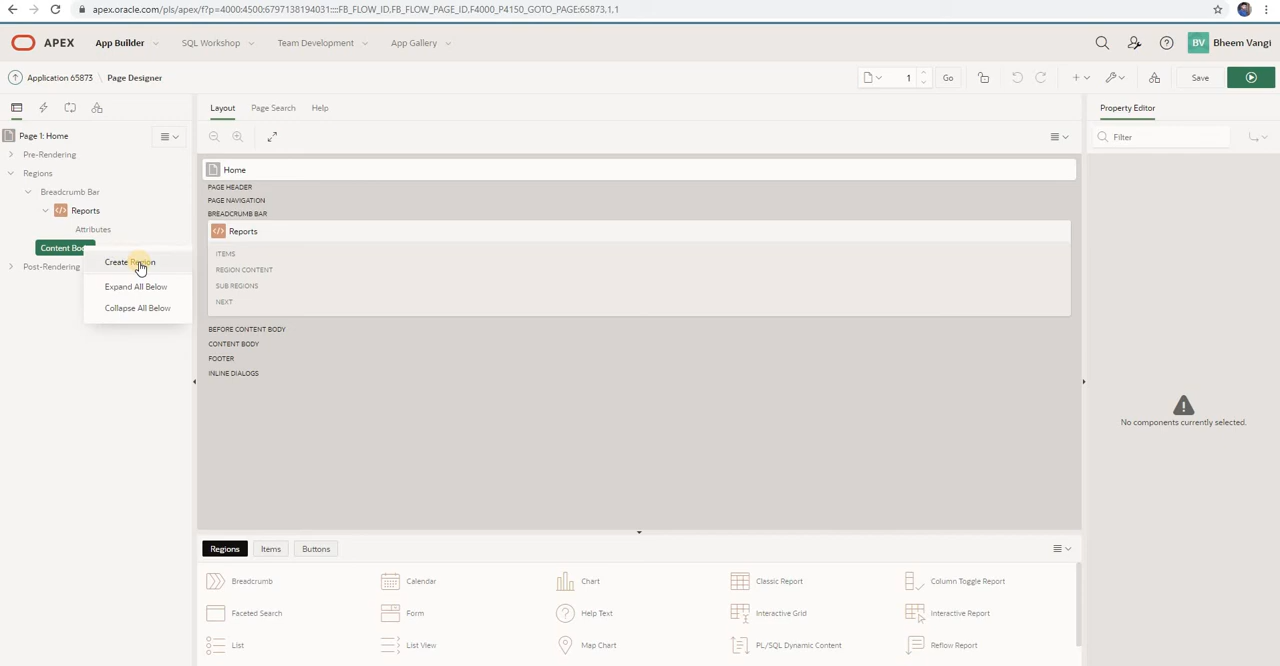 apex.oracle.com/pls/apex/f?p=4000:4500:6797138194031::::FB_FLOW_ID,FB_FLOW_PAGE_ID,F4000_P4150_GOTO_PAGE:65873,1,1
APEX App Builder SQL Workshop Team Development App Gallery BV Bheem Vangi
Application 65873 \ Page Designer 1 Go Save
Layout Page Search Help Property Editor
Page 1: Home
Filter
Pre-Rendering
Regions
Breadcrumb Bar
Reports
Attributes
Content Body
Post-Rendering
Create Region
Expand All Below
Collapse All Below
Home
PAGE HEADER
PAGE NAVIGATION
BREADCRUMB BAR
Reports
ITEMS
REGION CONTENT
SUB REGIONS
NEXT
BEFORE CONTENT BODY
CONTENT BODY
FOOTER
INLINE DIALOGS
No components currently selected.
Regions Items Buttons
Breadcrumb Calendar Chart Classic Report Column Toggle Report
Faceted Search Form Help Text Interactive Grid Interactive Report
List List View Map Chart PL/SQL Dynamic Content Reflow Report